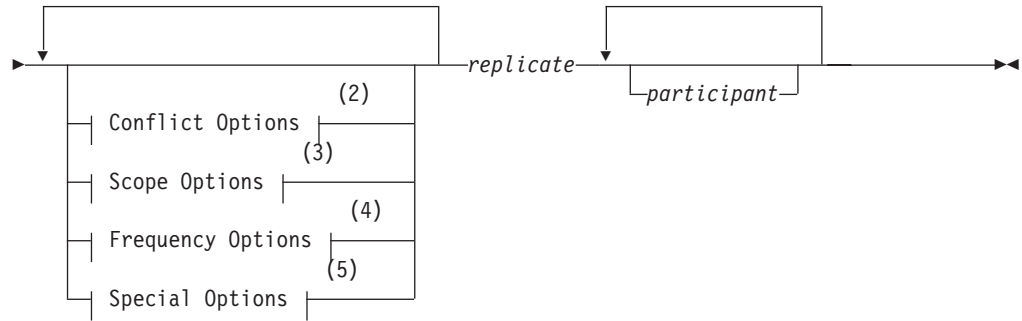 replicate
participant
(2)
Conflict Options
(3)
Scope Options
(4)
Frequency Options
(5)
Special Options